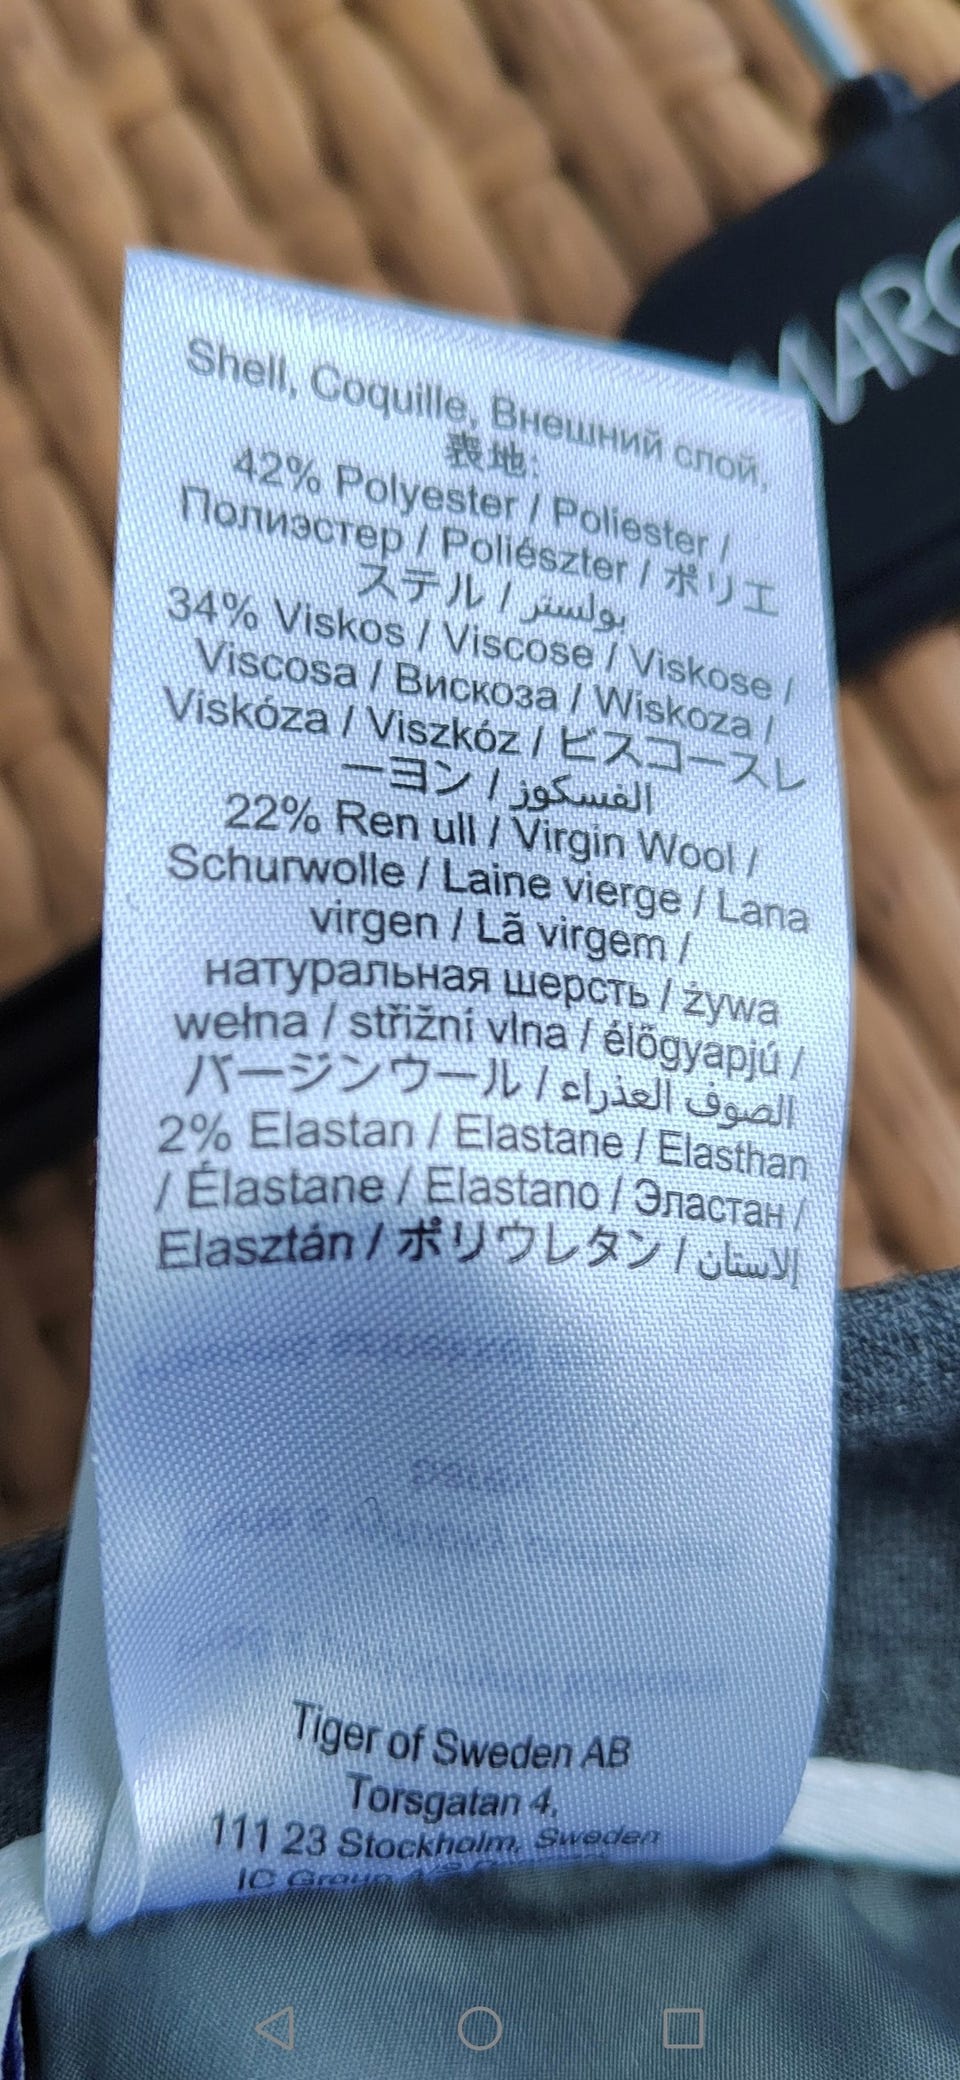 Shell, Coquille, Внешний слой,
表地:
42% Polyester / Poliester /
Полиэстер / Poliészter / ポリエ
ステル / بولستر
34% Viskos / Viscose / Viskose /
Viscosa / Вискоза / Wiskoza /
Viskóza / Viszkóz / ビスコースレ
ーヨン / الفسكوز
22% Ren ull / Virgin Wool /
Schurwolle / Laine vierge / Lana
virgen / Lã virgem /
натуральная шерсть / żywa
wełna / střižní vlna / élőgyapjú /
バージンウール / الصوف العذراء
2% Elastan / Elastane / Elasthan
/ Élastane / Elastano / Эластан /
Elasztán / ポリウレタン / إلاستان
Tiger of Sweden AB
Torsgatan 4,
111 23 Stockholm, Sweden
IC Group A/S
MARC